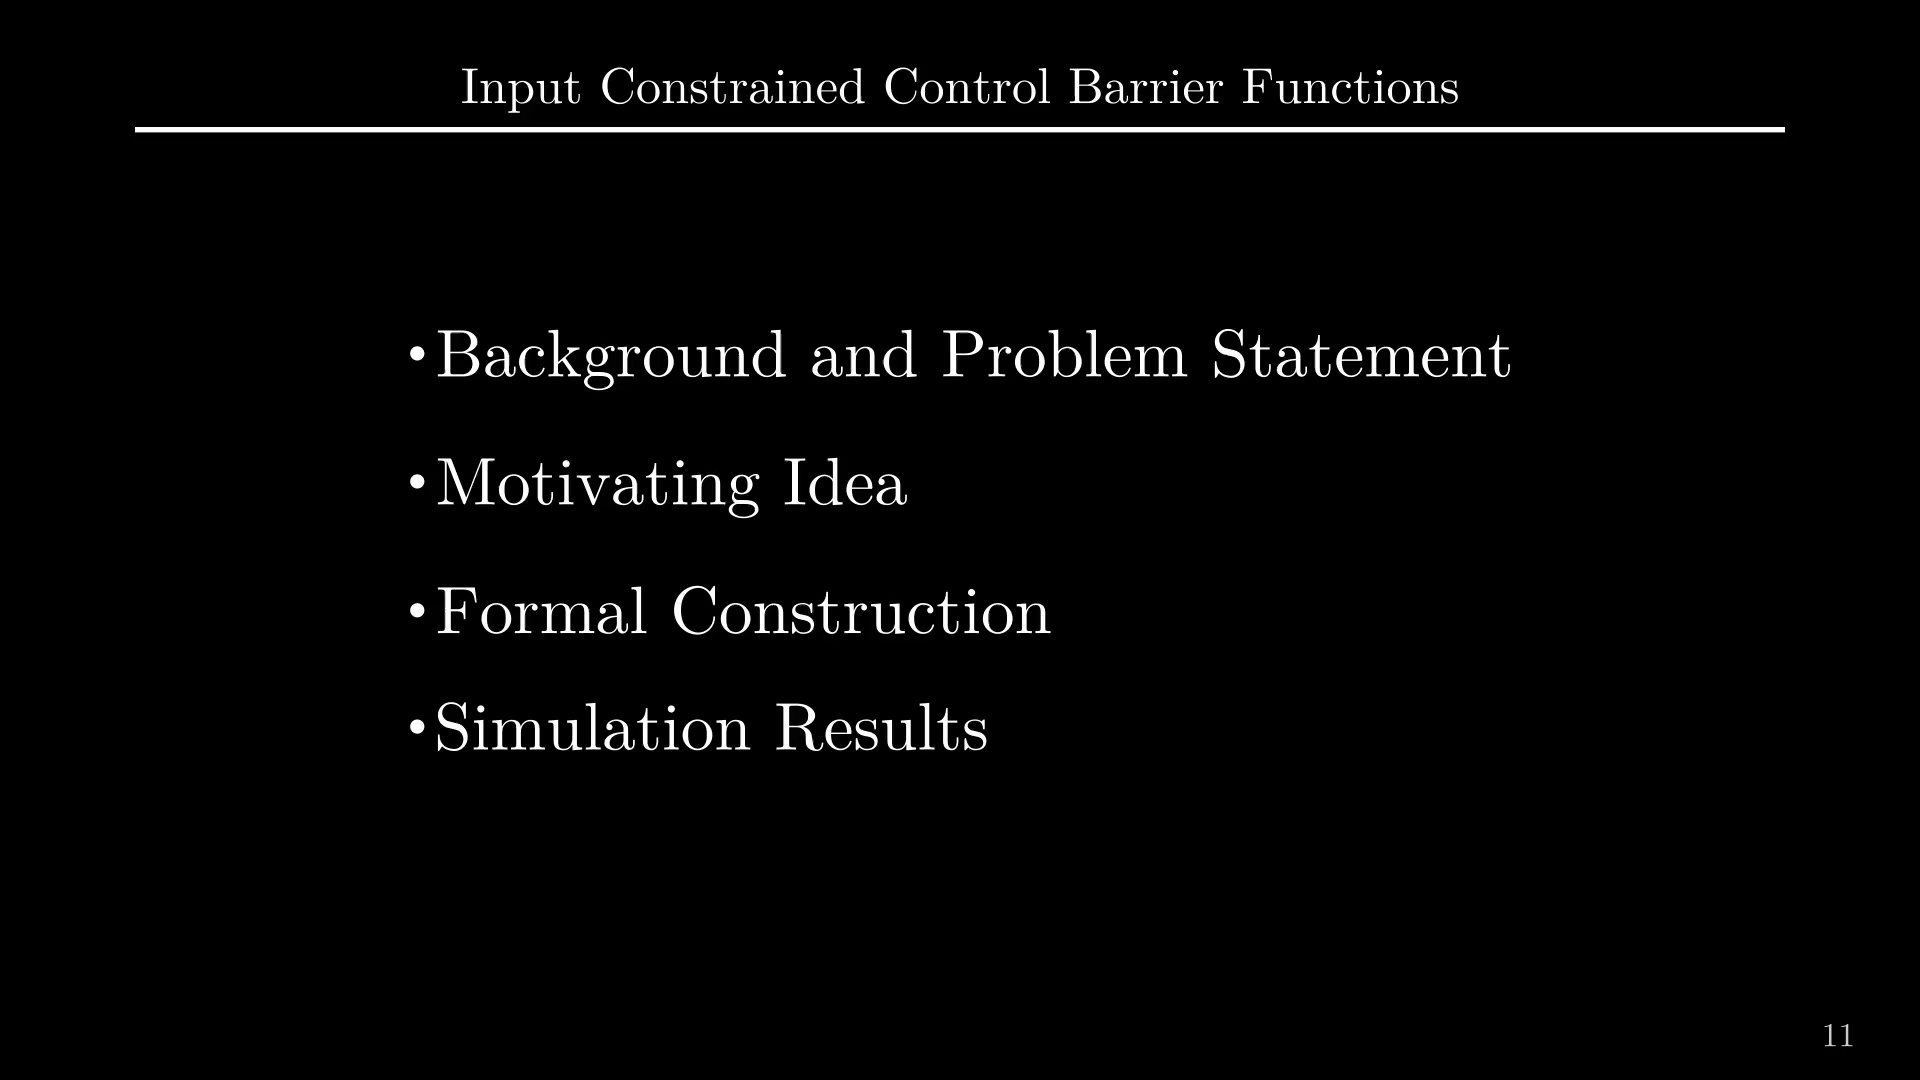 Input Constrained Control Barrier Functions
•Background and Problem Statement
•Motivating Idea
•Formal Construction
•Simulation Results
11